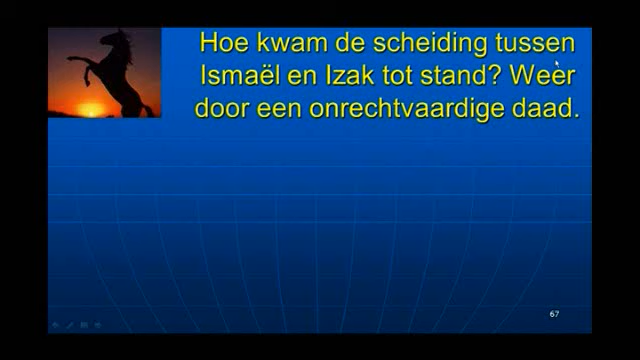 Hoe kwam de scheiding tussen
Ismaël en Izak tot stand? Weer
door een onrechtvaardige daad.
67